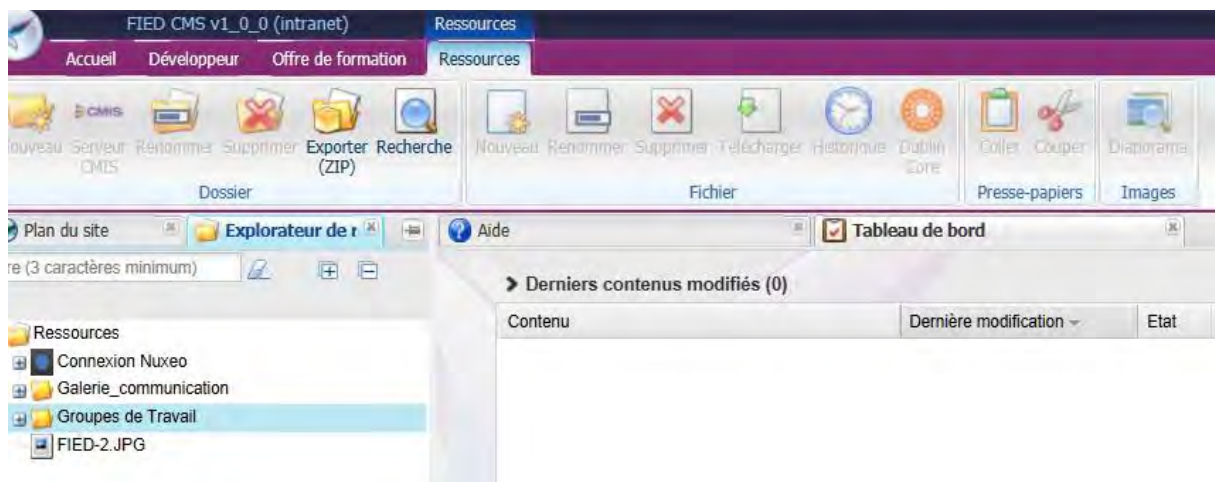 FIED CMS v1_0_0 (intranet) Ressources
Accueil Développeur Offre de formation Ressources
CMIS
Serveur Renommer Supprimer Exporter Recherche Nouveau Renommer Supprimer Télécharger Historique Dublin Coller Couper Diaporama
CMIS (ZIP) Core
Dossier Fichier Presse-papiers Images
Plan du site Explorateur de r Aide Tableau de bord
re (3 caractères minimum)
Derniers contenus modifiés (0)
Contenu Dernière modification Etat
Ressources
Connexion Nuxeo
Galerie_communication
Groupes de Travail
FIED-2.JPG